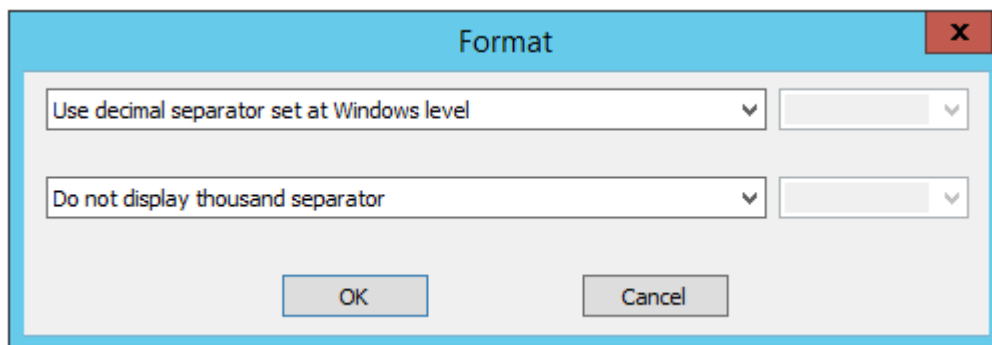 Format
x
Use decimal separator set at Windows level
Do not display thousand separator
OK
Cancel